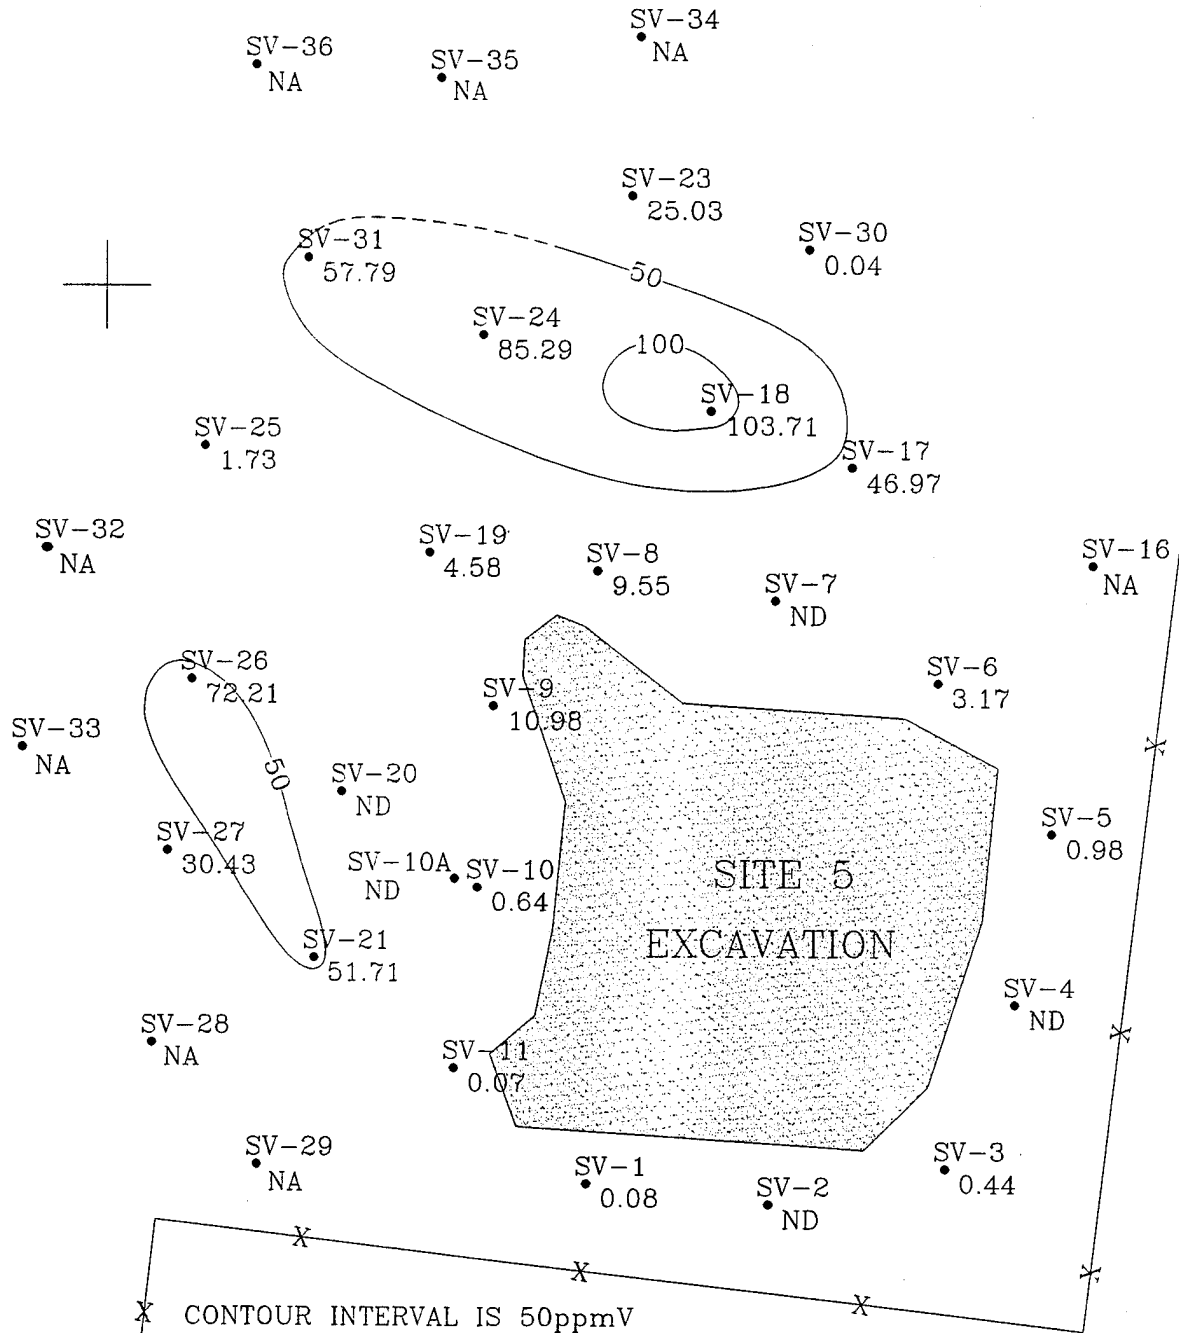 SV-34
NA
SV-36
NA
SV-35
NA
SV-23
25.03
SV-30
0.04
SV-31
57.79
50
SV-24
85.29
100
SV-18
103.71
SV-25
1.73
SV-17
46.97
SV-32
NA
SV-19
4.58
SV-8
9.55
SV-7
ND
SV-16
NA
SV-26
72.21
SV-9
10.98
SV-6
3.17
SV-33
NA
50
SV-20
ND
X
SV-27
30.43
SV-10A
ND
SV-10
0.64
SITE 5
EXCAVATION
SV-5
0.98
SV-21
51.71
SV-4
ND
X
SV-28
NA
SV-11
0.07
SV-29
NA
SV-1
0.08
SV-2
ND
SV-3
0.44
X
X
X
X
X
CONTOUR INTERVAL IS 50ppmV